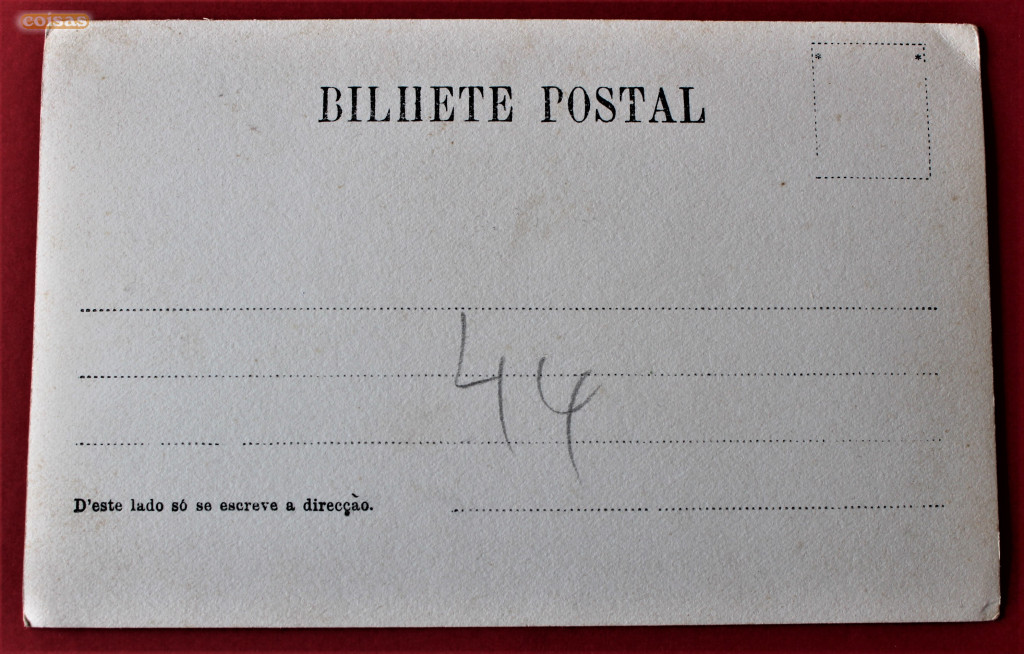 coisas
BILHETE POSTAL
* *
44
D'este lado só se escreve a direcção.